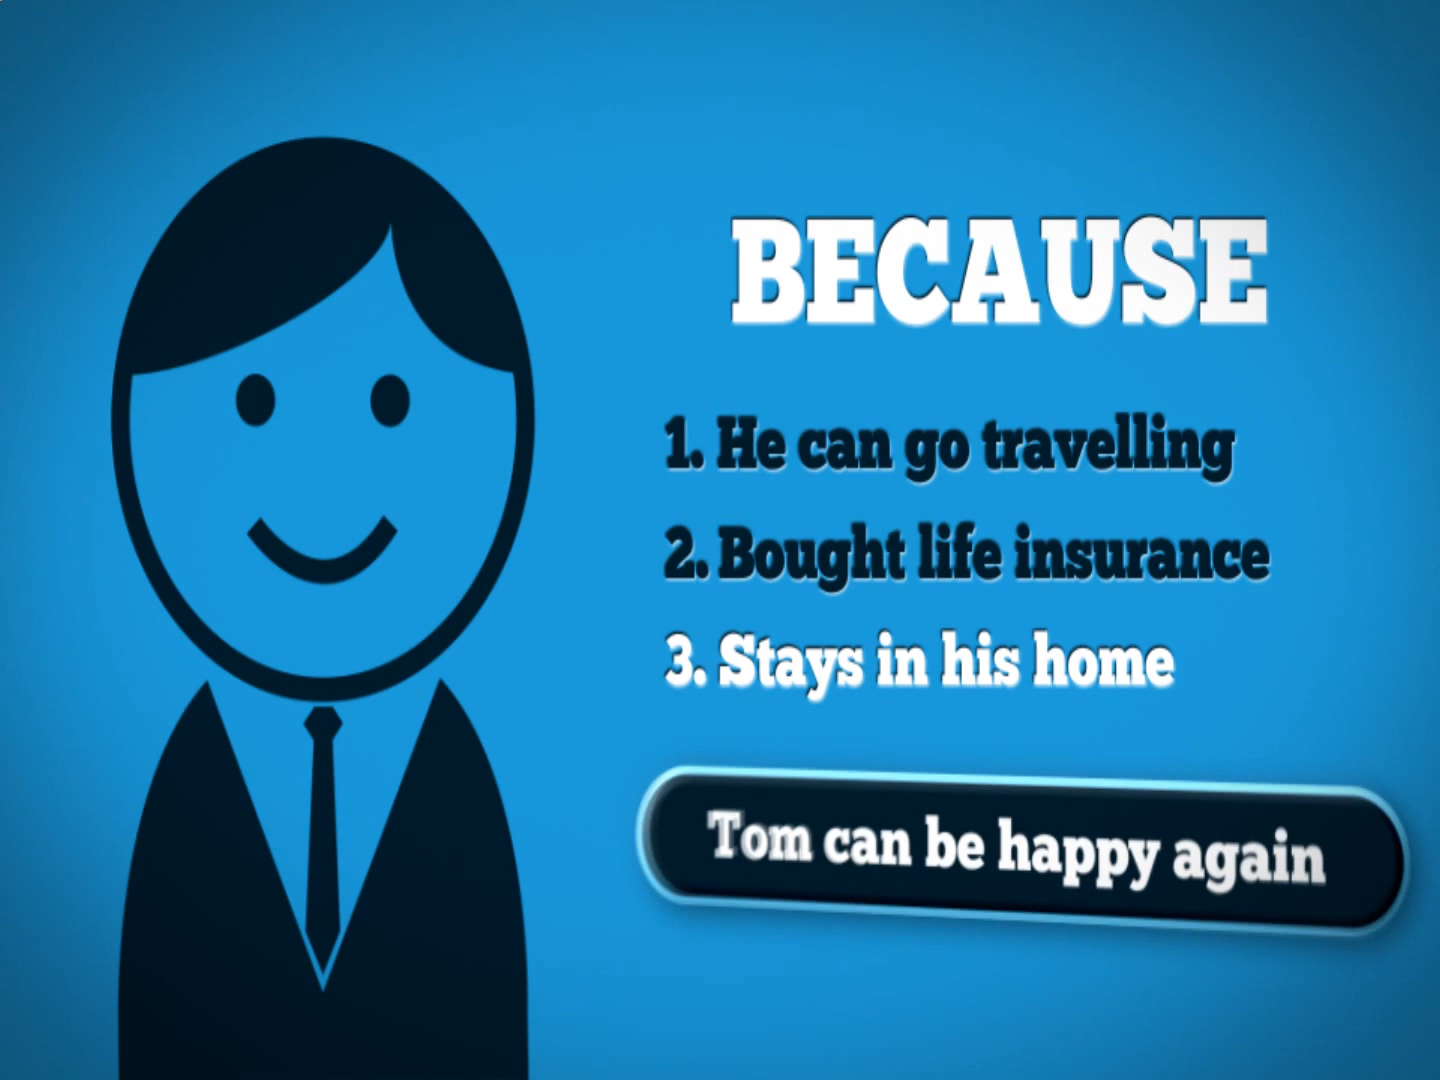 BECAUSE
1. He can go travelling
2. Bought life insurance
3. Stays in his home
Tom can be happy again